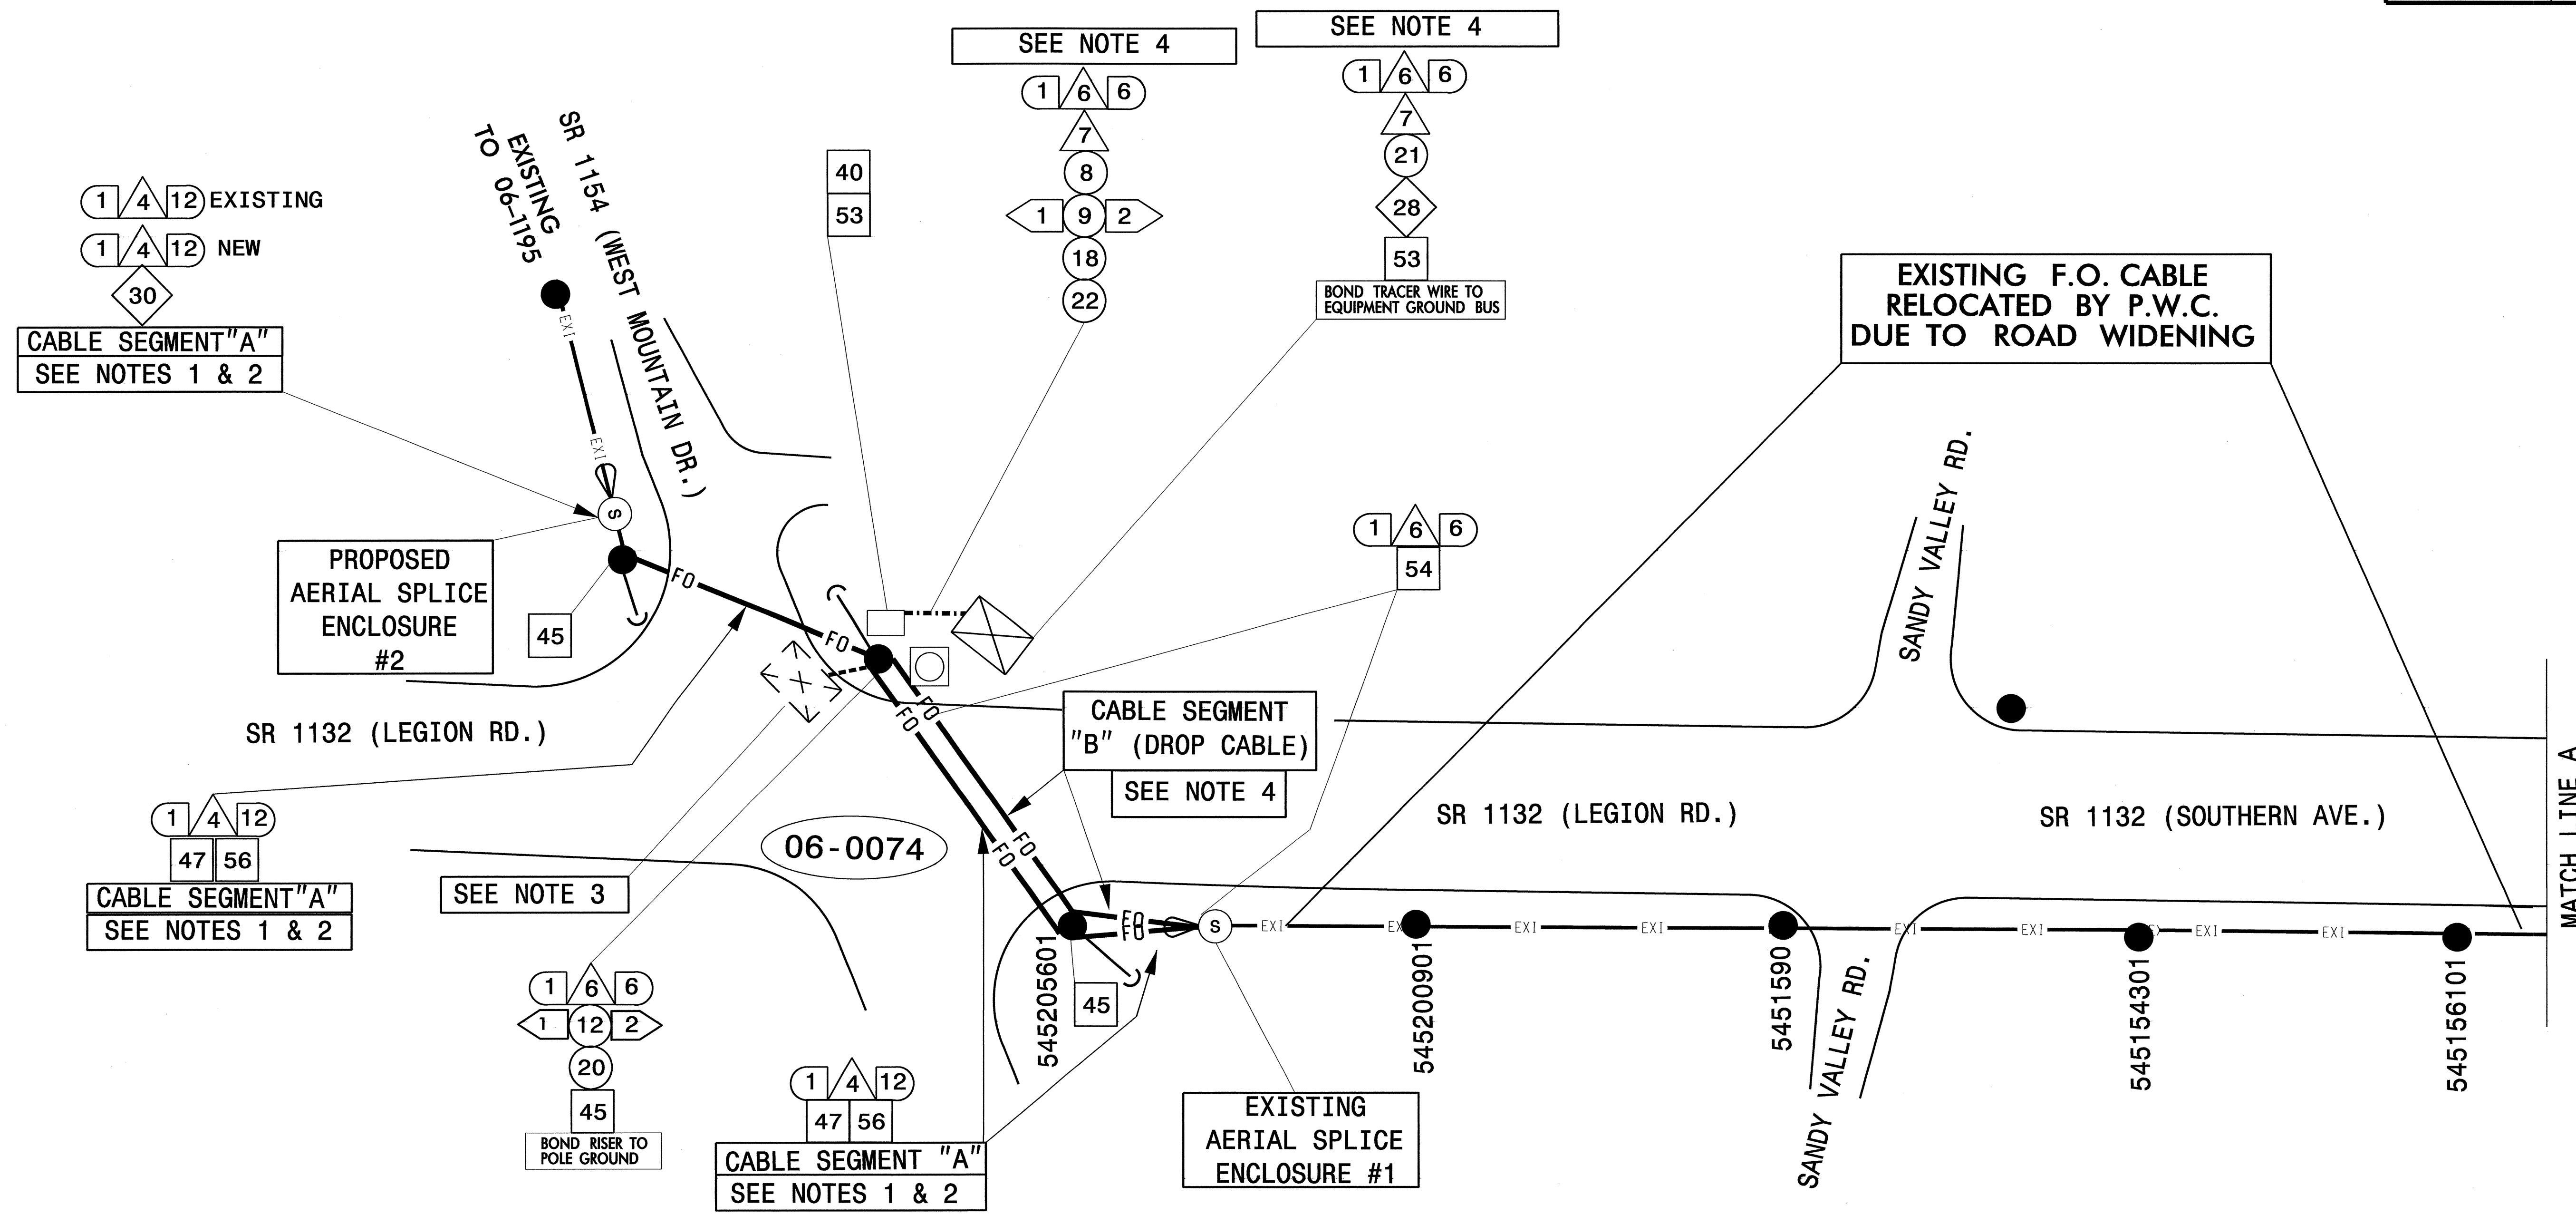 SEE NOTE 4
1 6 6
7
8
1 9 2
18
22
SEE NOTE 4
1 6 6
7
21
28
53
BOND TRACER WIRE TO
EQUIPMENT GROUND BUS
40
53
SR 1154 (WEST MOUNTAIN DR.)
EXISTING
TO 06-1195
1 4 12 EXISTING
1 4 12 NEW
30
CABLE SEGMENT"A"
SEE NOTES 1 & 2
EXISTING F.O. CABLE
RELOCATED BY P.W.C.
DUE TO ROAD WIDENING
EXI
EXI
S
PROPOSED
AERIAL SPLICE
ENCLOSURE
#2
45
FO
FO
1 6 6
54
SANDY VALLEY RD.
SR 1132 (LEGION RD.)
FO
FO
CABLE SEGMENT
"B" (DROP CABLE)
SEE NOTE 4
SR 1132 (LEGION RD.)
SR 1132 (SOUTHERN AVE.)
MATCH LINE A
1 4 12
47 56
CABLE SEGMENT"A"
SEE NOTES 1 & 2
SEE NOTE 3
06-0074
FO
FO
FO
FO
S
EXI
EX
EXI
EXI
EXI
EXI
EXI
EXI
5452205601
45
5452200901
5451590
545154301
545156101
SANDY VALLEY RD.
1 6 6
1 12 2
20
45
BOND RISER TO
POLE GROUND
1 4 12
47 56
CABLE SEGMENT "A"
SEE NOTES 1 & 2
EXISTING
AERIAL SPLICE
ENCLOSURE #1